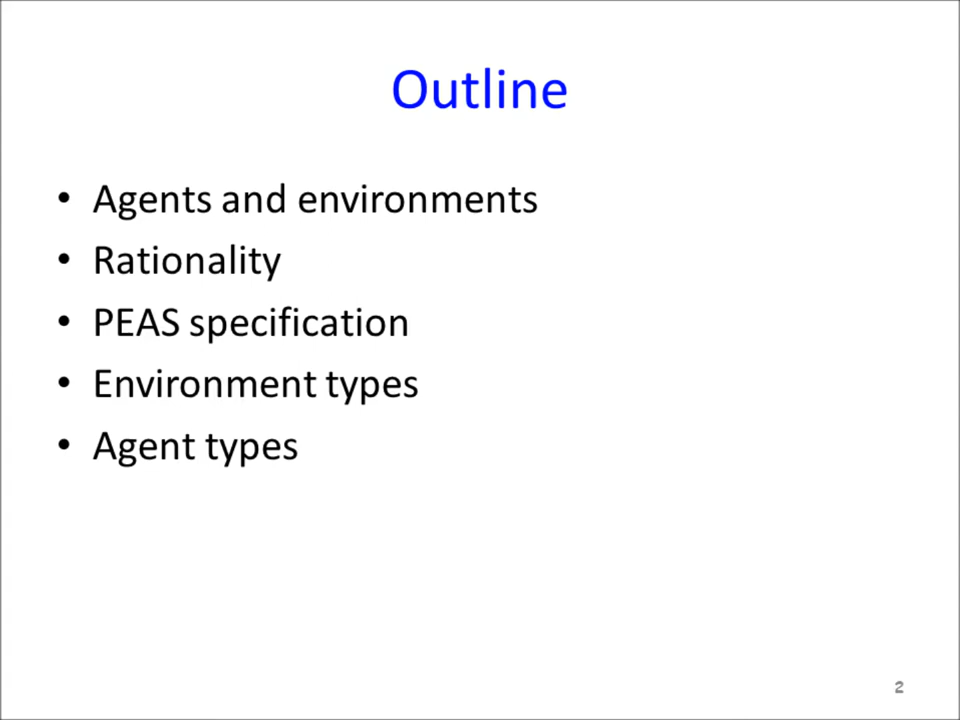 Outline
• Agents and environments
• Rationality
• PEAS specification
• Environment types
• Agent types
2